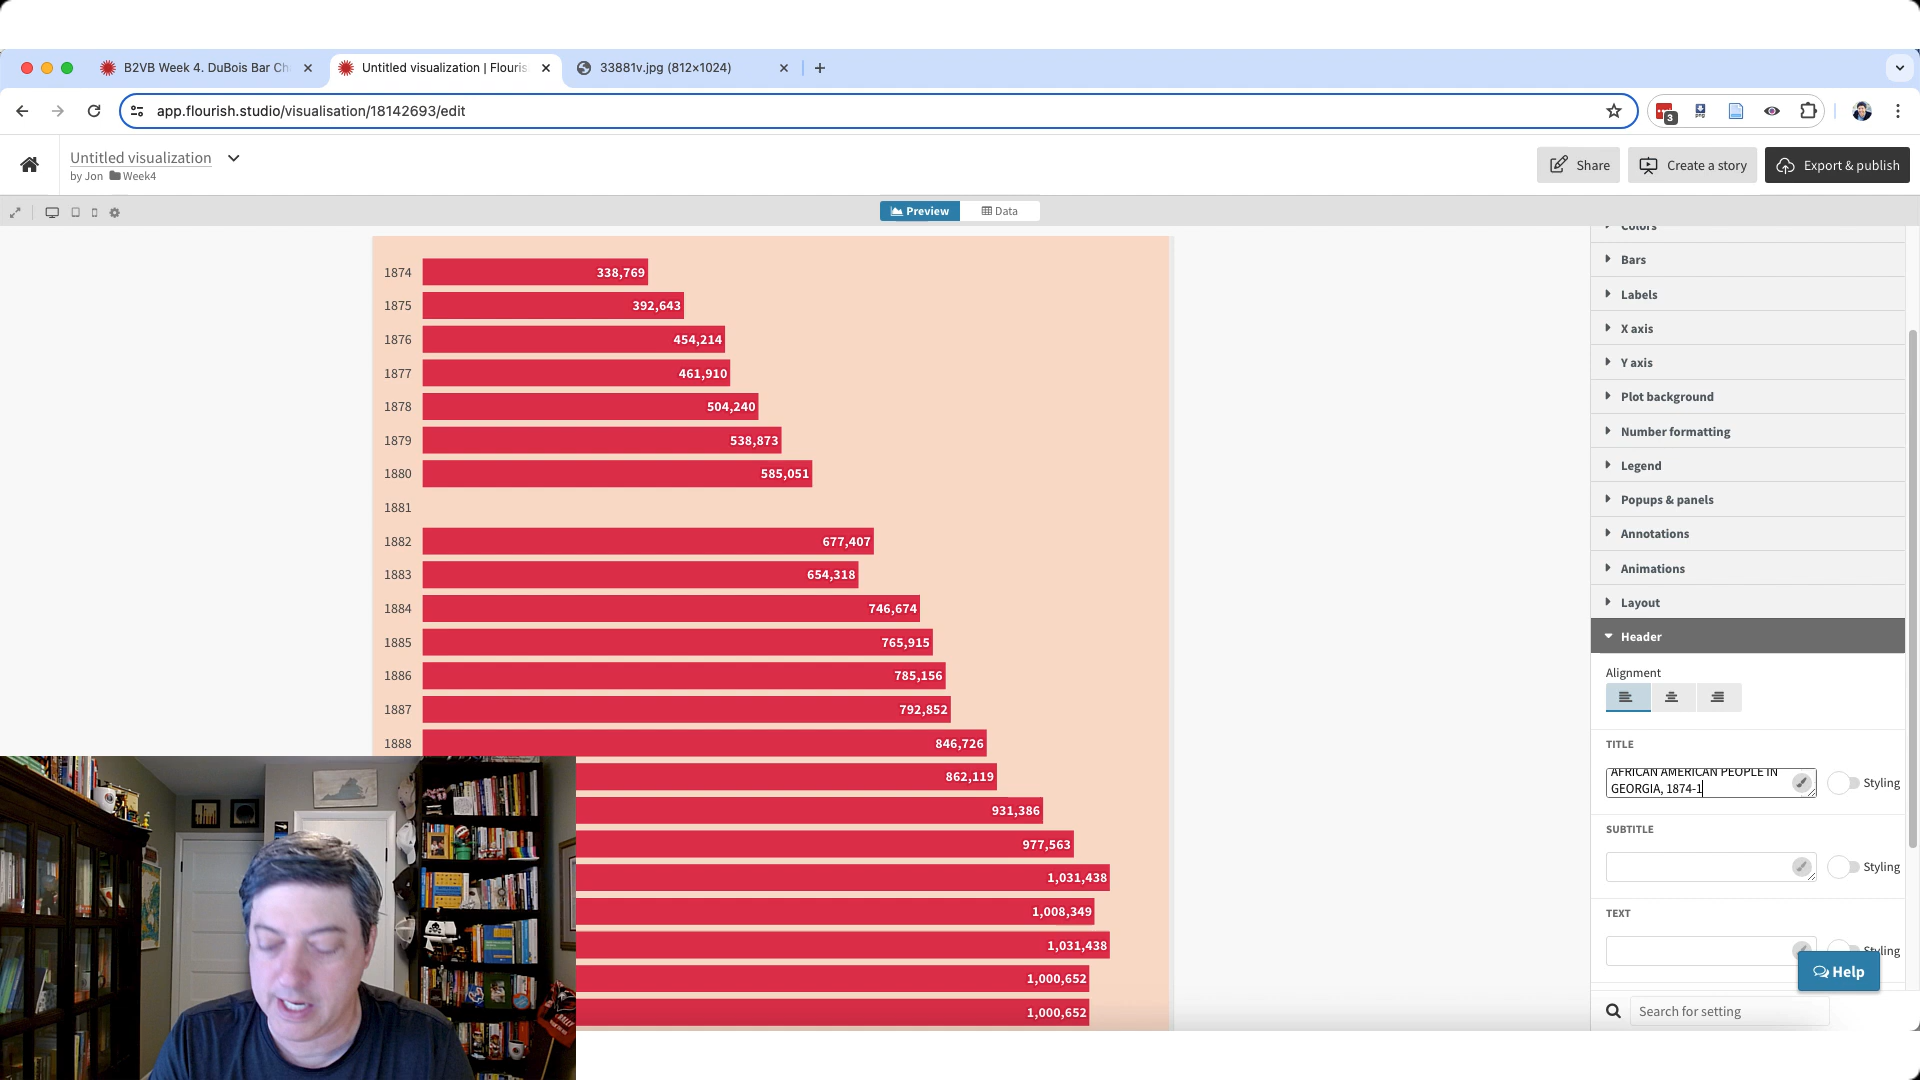 B2VB Week 4. DuBois Bar Ch
Untitled visualization | Flouris
33881v.jpg (812×1024)
app.flourish.studio/visualisation/18142693/edit
3
Untitled visualization
by Jon Week4
Share
Create a story
Export & publish
Preview
Data
1874 338,769
1875 392,643
1876 454,214
1877 461,910
1878 504,240
1879 538,873
1880 585,051
1881
1882 677,407
1883 654,318
1884 746,674
1885 765,915
1886 785,156
1887 792,852
1888 846,726
862,119
931,386
977,563
1,031,438
1,008,349
1,031,438
1,000,652
1,000,652
Colors
Bars
Labels
X axis
Y axis
Plot background
Number formatting
Legend
Popups & panels
Annotations
Animations
Layout
Header
Alignment
TITLE
AFRICAN AMERICAN PEOPLE IN
GEORGIA, 1874-1
Styling
SUBTITLE
Styling
TEXT
Styling
Help
Search for setting